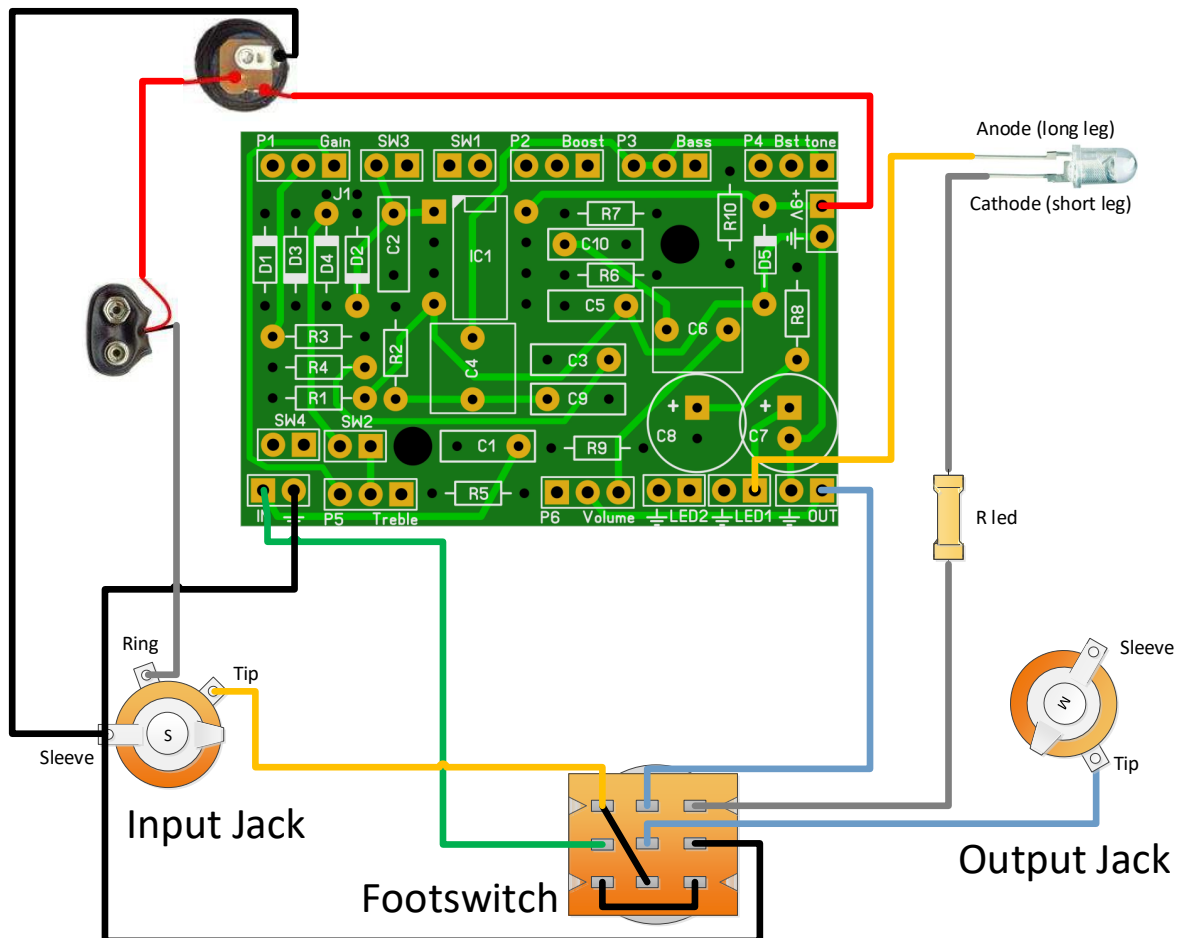 P1 Gain SW3 SW1 P2 Boost P3 Bass P4 Bst tone
Anode (long leg)
Cathode (short leg)
J1
+9V
R7
R10
C10
C2
IC1
D1 D3 D4 D2
D5
R6
C5
R8
R3
C6
R2
C4
R4
C3
R1
C9
+
+
SW4 SW2
C8
C7
C1
R9
R5
IN P5 Treble P6 Volume LED2 LED1 OUT
R led
Ring
Tip
Sleeve
S
Input Jack
Sleeve
M
Tip
Output Jack
Footswitch